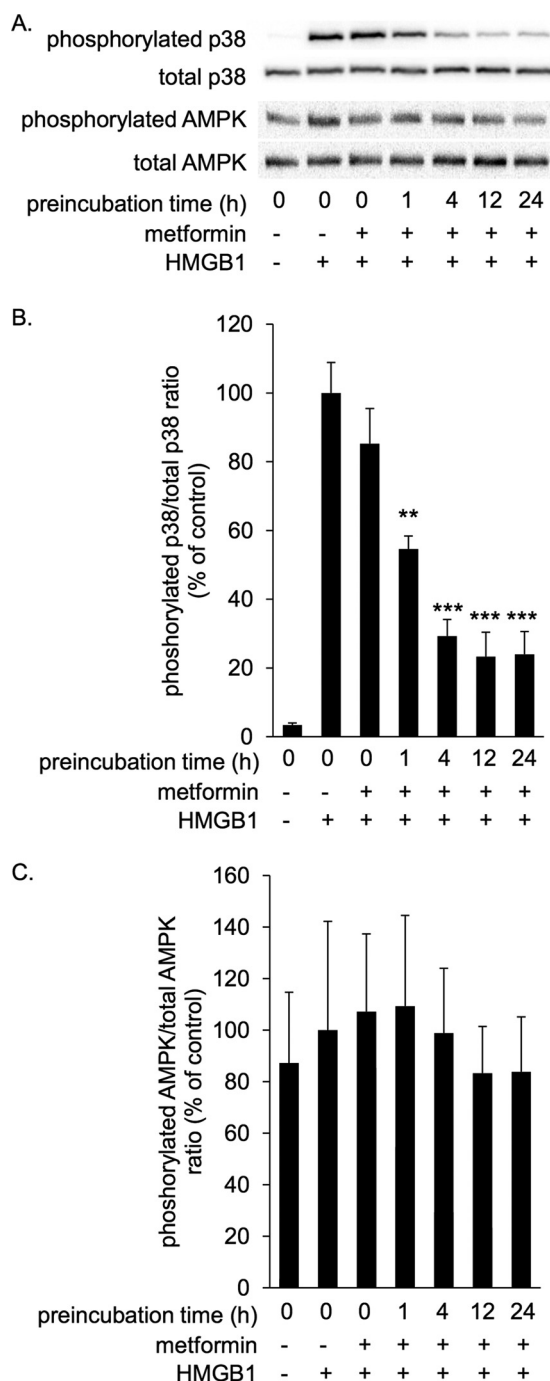 A.
phosphorylated p38
total p38
phosphorylated AMPK
total AMPK
preincubation time (h) 0 0 0 1 4 12 24
metformin - - + + + + +
HMGB1 - + + + + + +
B.
phoshorylated p38/total p38 ratio
(% of control)
120
100
80
60
40
20
0
** *** *** ***
preincubation time (h) 0 0 0 1 4 12 24
metformin - - + + + + +
HMGB1 - + + + + + +
C.
phoshorylated AMPK/total AMPK
ratio (% of control)
160
140
120
100
80
60
40
20
0
preincubation time (h) 0 0 0 1 4 12 24
metformin - - + + + + +
HMGB1 - + + + + + +